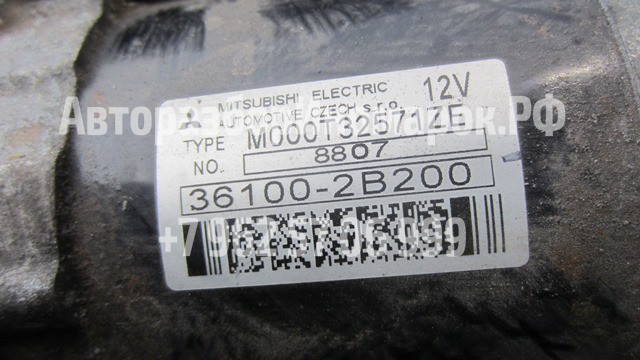 MITSUBISHI ELECTRIC 12V
AUTOMOTIVE CZECH s.r.o.
TYPE M000T32571ZE
NO. 8807
36100-2B200